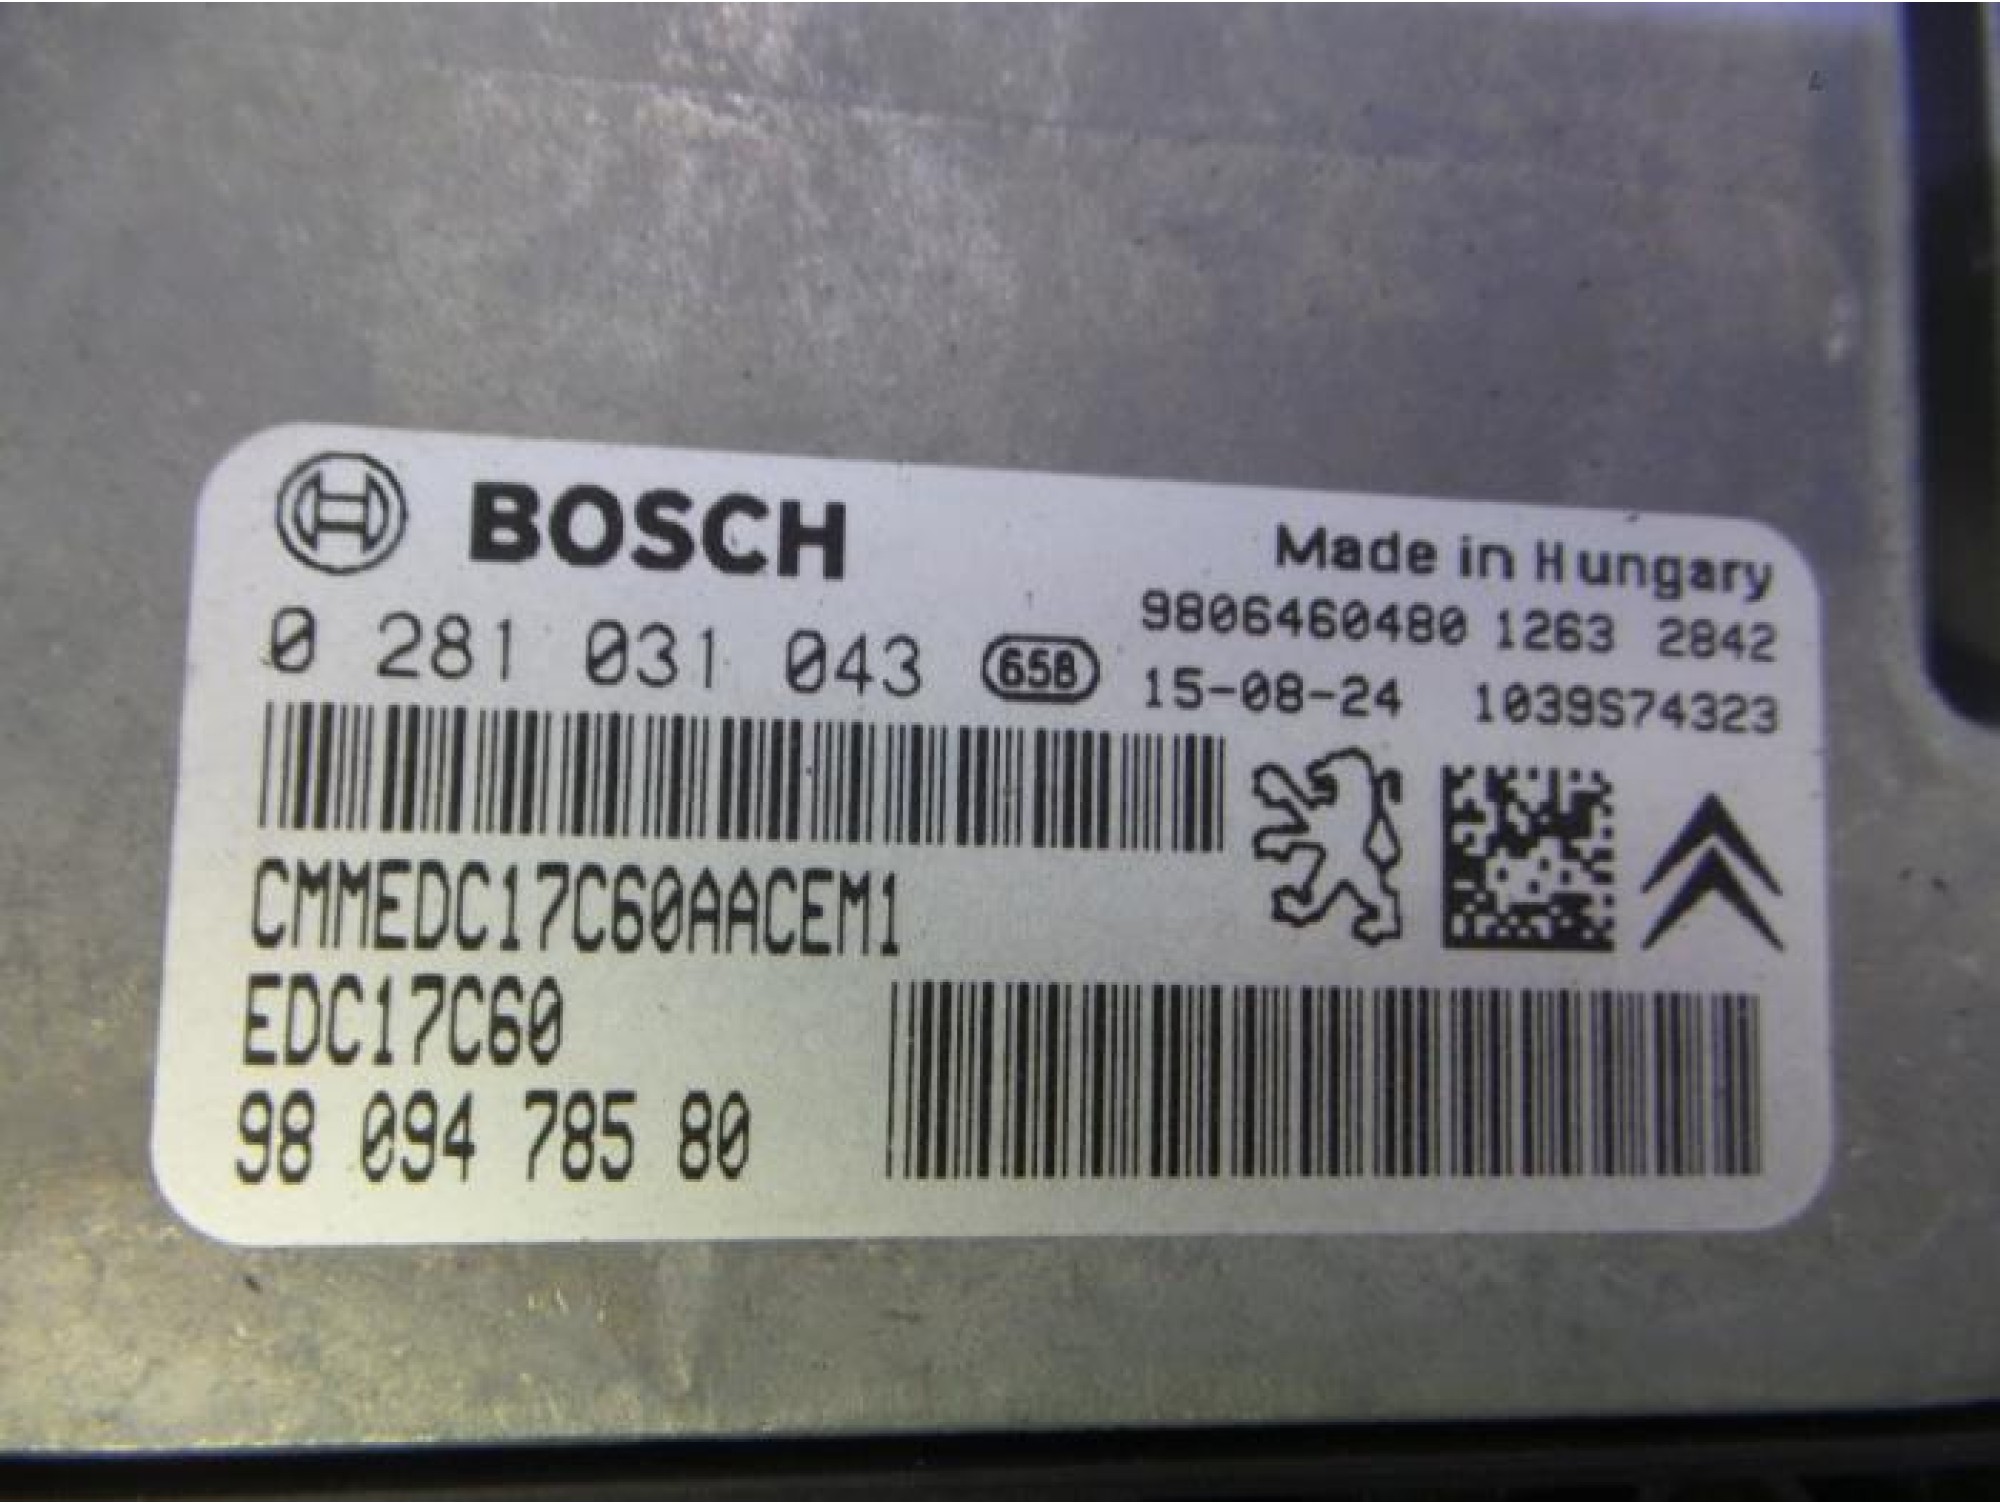 BOSCH
Made in Hungary
0 281 031 043 65B 9806460480 1263 2842
15-08-24 1039S74323
CMMEDC17C60AACEM1
EDC17C60
98 094 785 80